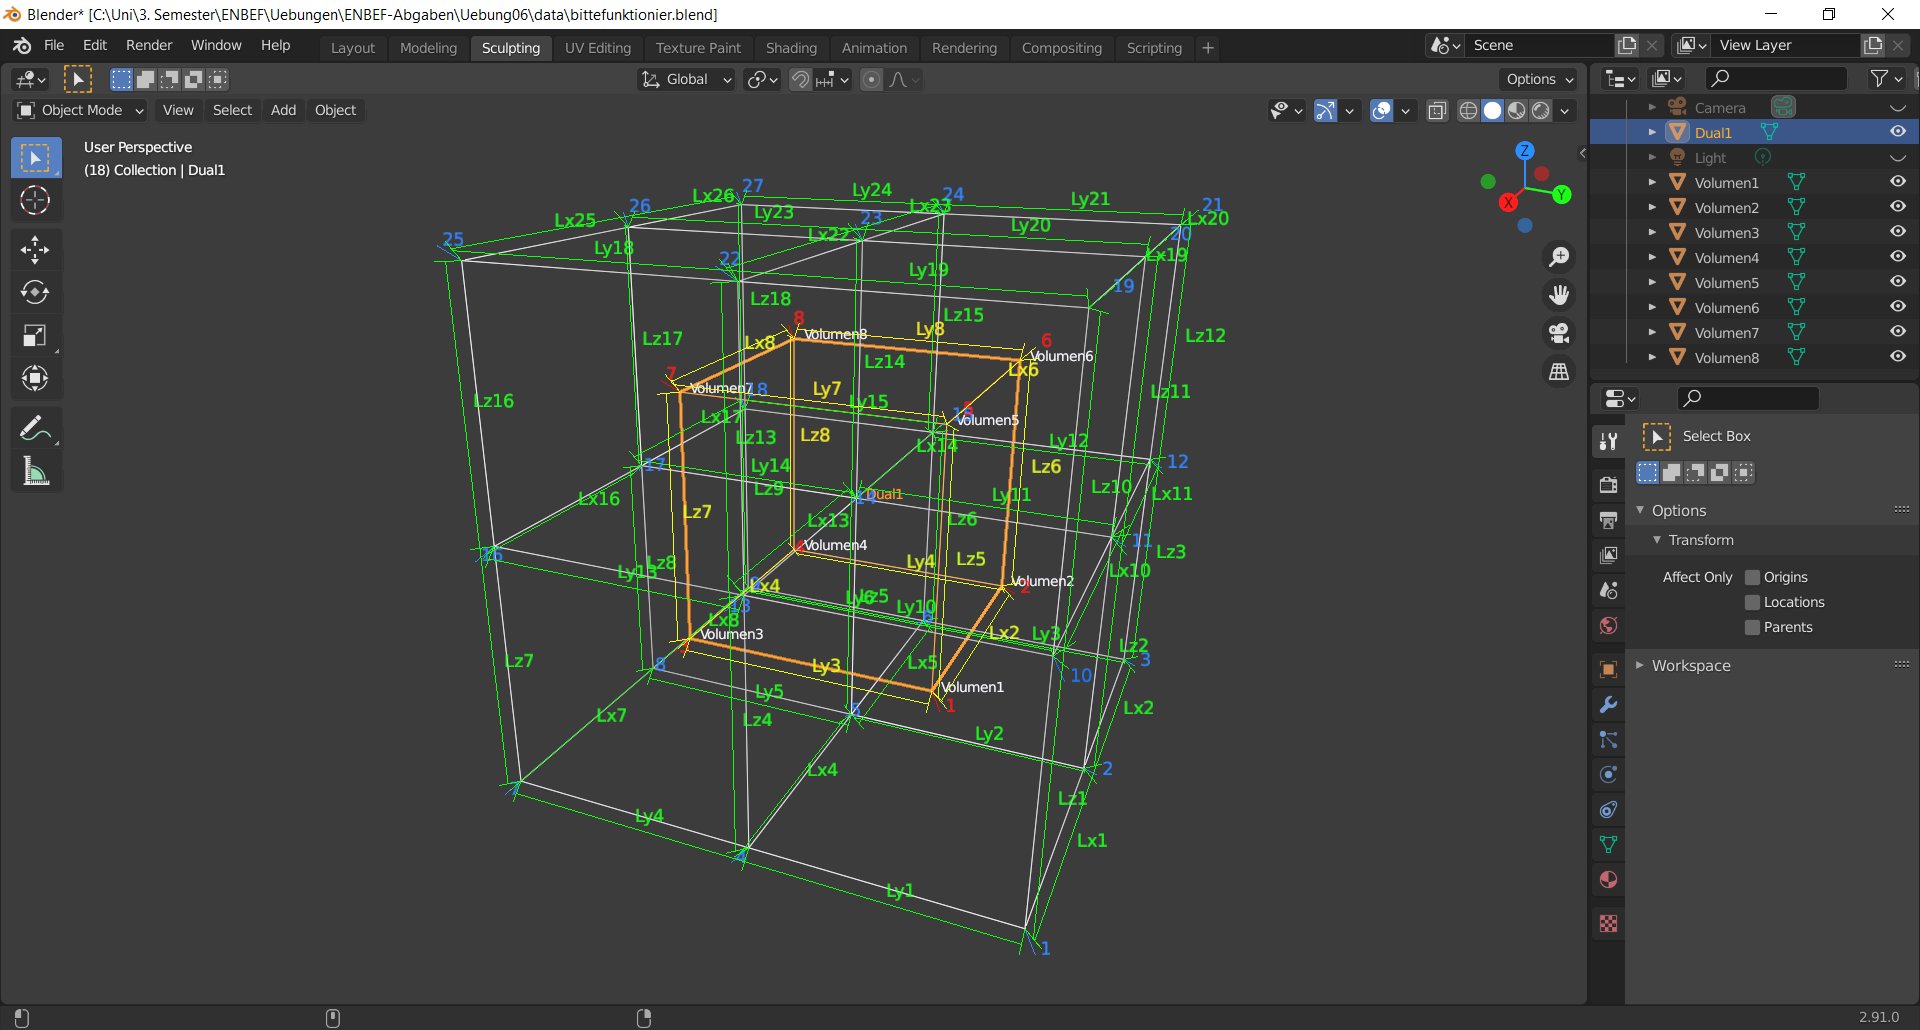 Blender* [C:\Uni\3. Semester\ENBEF\Uebungen\ENBEF-Abgaben\Uebung06\data\bittefunktionier.blend]
File Edit Render Window Help Layout Modeling Sculpting UV Editing Texture Paint Shading Animation Rendering Compositing Scripting + Scene View Layer
Global Options
Object Mode View Select Add Object
User Perspective
(18) Collection | Dual1
Z
Y
X
Camera
Dual1
Light
Volumen1
Volumen2
Volumen3
Volumen4
Volumen5
Volumen6
Volumen7
Volumen8
Select Box
Options
Transform
Affect Only Origins
Locations
Parents
Workspace
27 Ly24 24 Ly21
26 Lx26 Ly23 Lx23 21
Lx25 23 Ly20 Lx20
25 Ly18 Lx22 20
22 Ly19 Lx19
Lz18 19
8 Lz15
Lz17 Lx8 Volumen8 Ly8 6 Lz12
Lz14 Volumen6
7 Lx6
Volumen7 18 Ly7 Lz11
Lz16 Ly15
Lx17 Volumen5
Lz13 Lz8 Lx14 Ly12
17 Ly14 Lz6 12
Lz9 Dual1 Ly11 Lz10 Lx11
Lx16 14
Lz7 Lx13 Lz6
16 Volumen4 11 Lz3
Ly13 Lz8 Ly4 Lz5 Lx10
Lx4 Volumen2
13 Ly6 Lz5 Ly10 2
Lx8 6 Lx2 Ly3
Volumen3 Lz2
Lz7 8 Ly3 Lx5 3
10
Ly5 Volumen1
Lx7 Lz4 5 1 Lx2
Ly2
Lx4 2
7 Lz1
Ly4 Lx1
4
Ly1
1
2.91.0